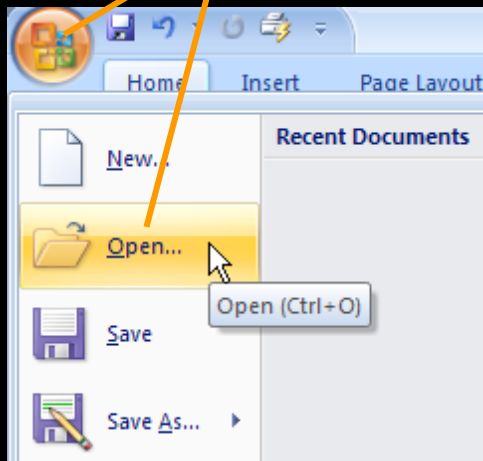 Home Insert Page Layout
Recent Documents
New...
Open...
Open (Ctrl+O)
Save
Save As...